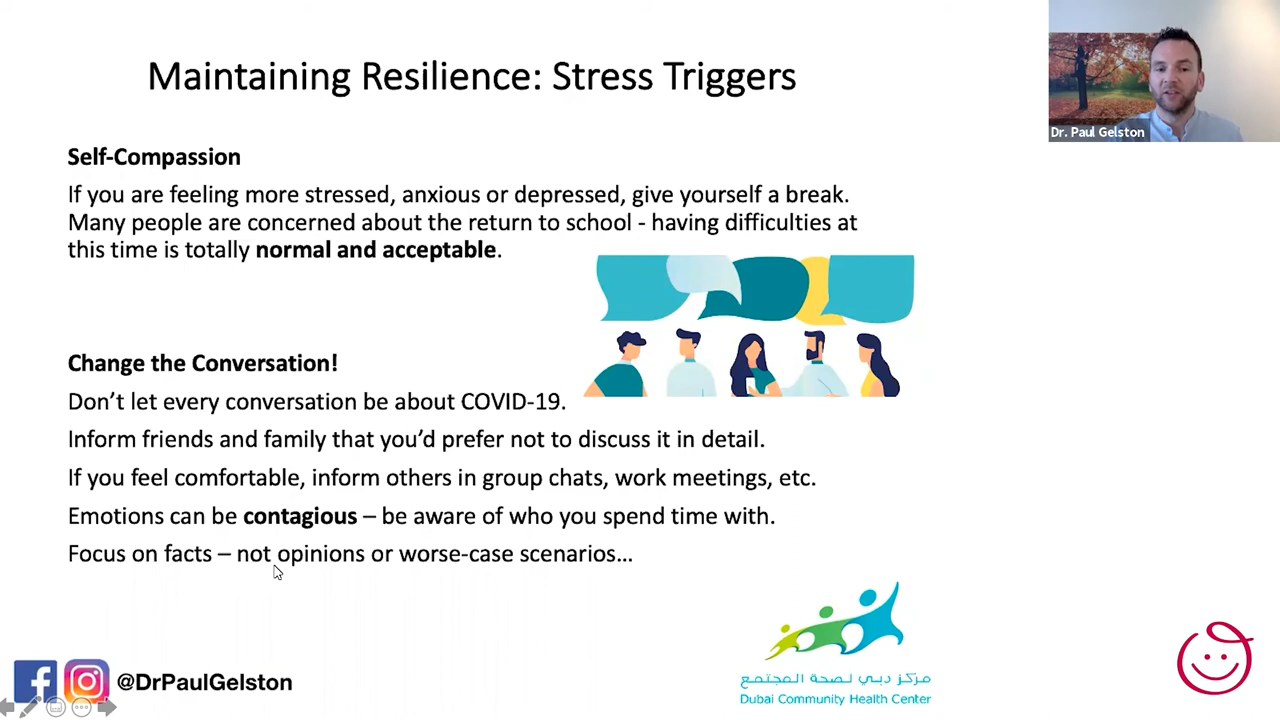 Maintaining Resilience: Stress Triggers
Dr. Paul Gelston
Self-Compassion
If you are feeling more stressed, anxious or depressed, give yourself a break.
Many people are concerned about the return to school - having difficulties at
this time is totally normal and acceptable.
Change the Conversation!
Don’t let every conversation be about COVID-19.
Inform friends and family that you’d prefer not to discuss it in detail.
If you feel comfortable, inform others in group chats, work meetings, etc.
Emotions can be contagious – be aware of who you spend time with.
Focus on facts – not opinions or worse-case scenarios...
@DrPaulGelston
مركز دبي لصحة المجتمع
Dubai Community Health Center